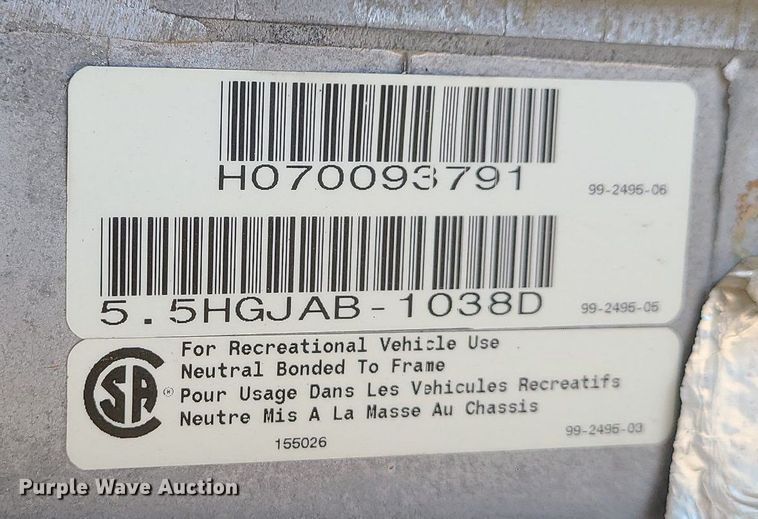 H070093791
99-2495-06
5.5HGJAB-1038D
99-2495-05
CSA®
For Recreational Vehicle Use
Neutral Bonded To Frame
Pour Usage Dans Les Vehicules Recreatifs
Neutre Mis A La Masse Au Chassis
155026
99-2495-03
Purple Wave Auction